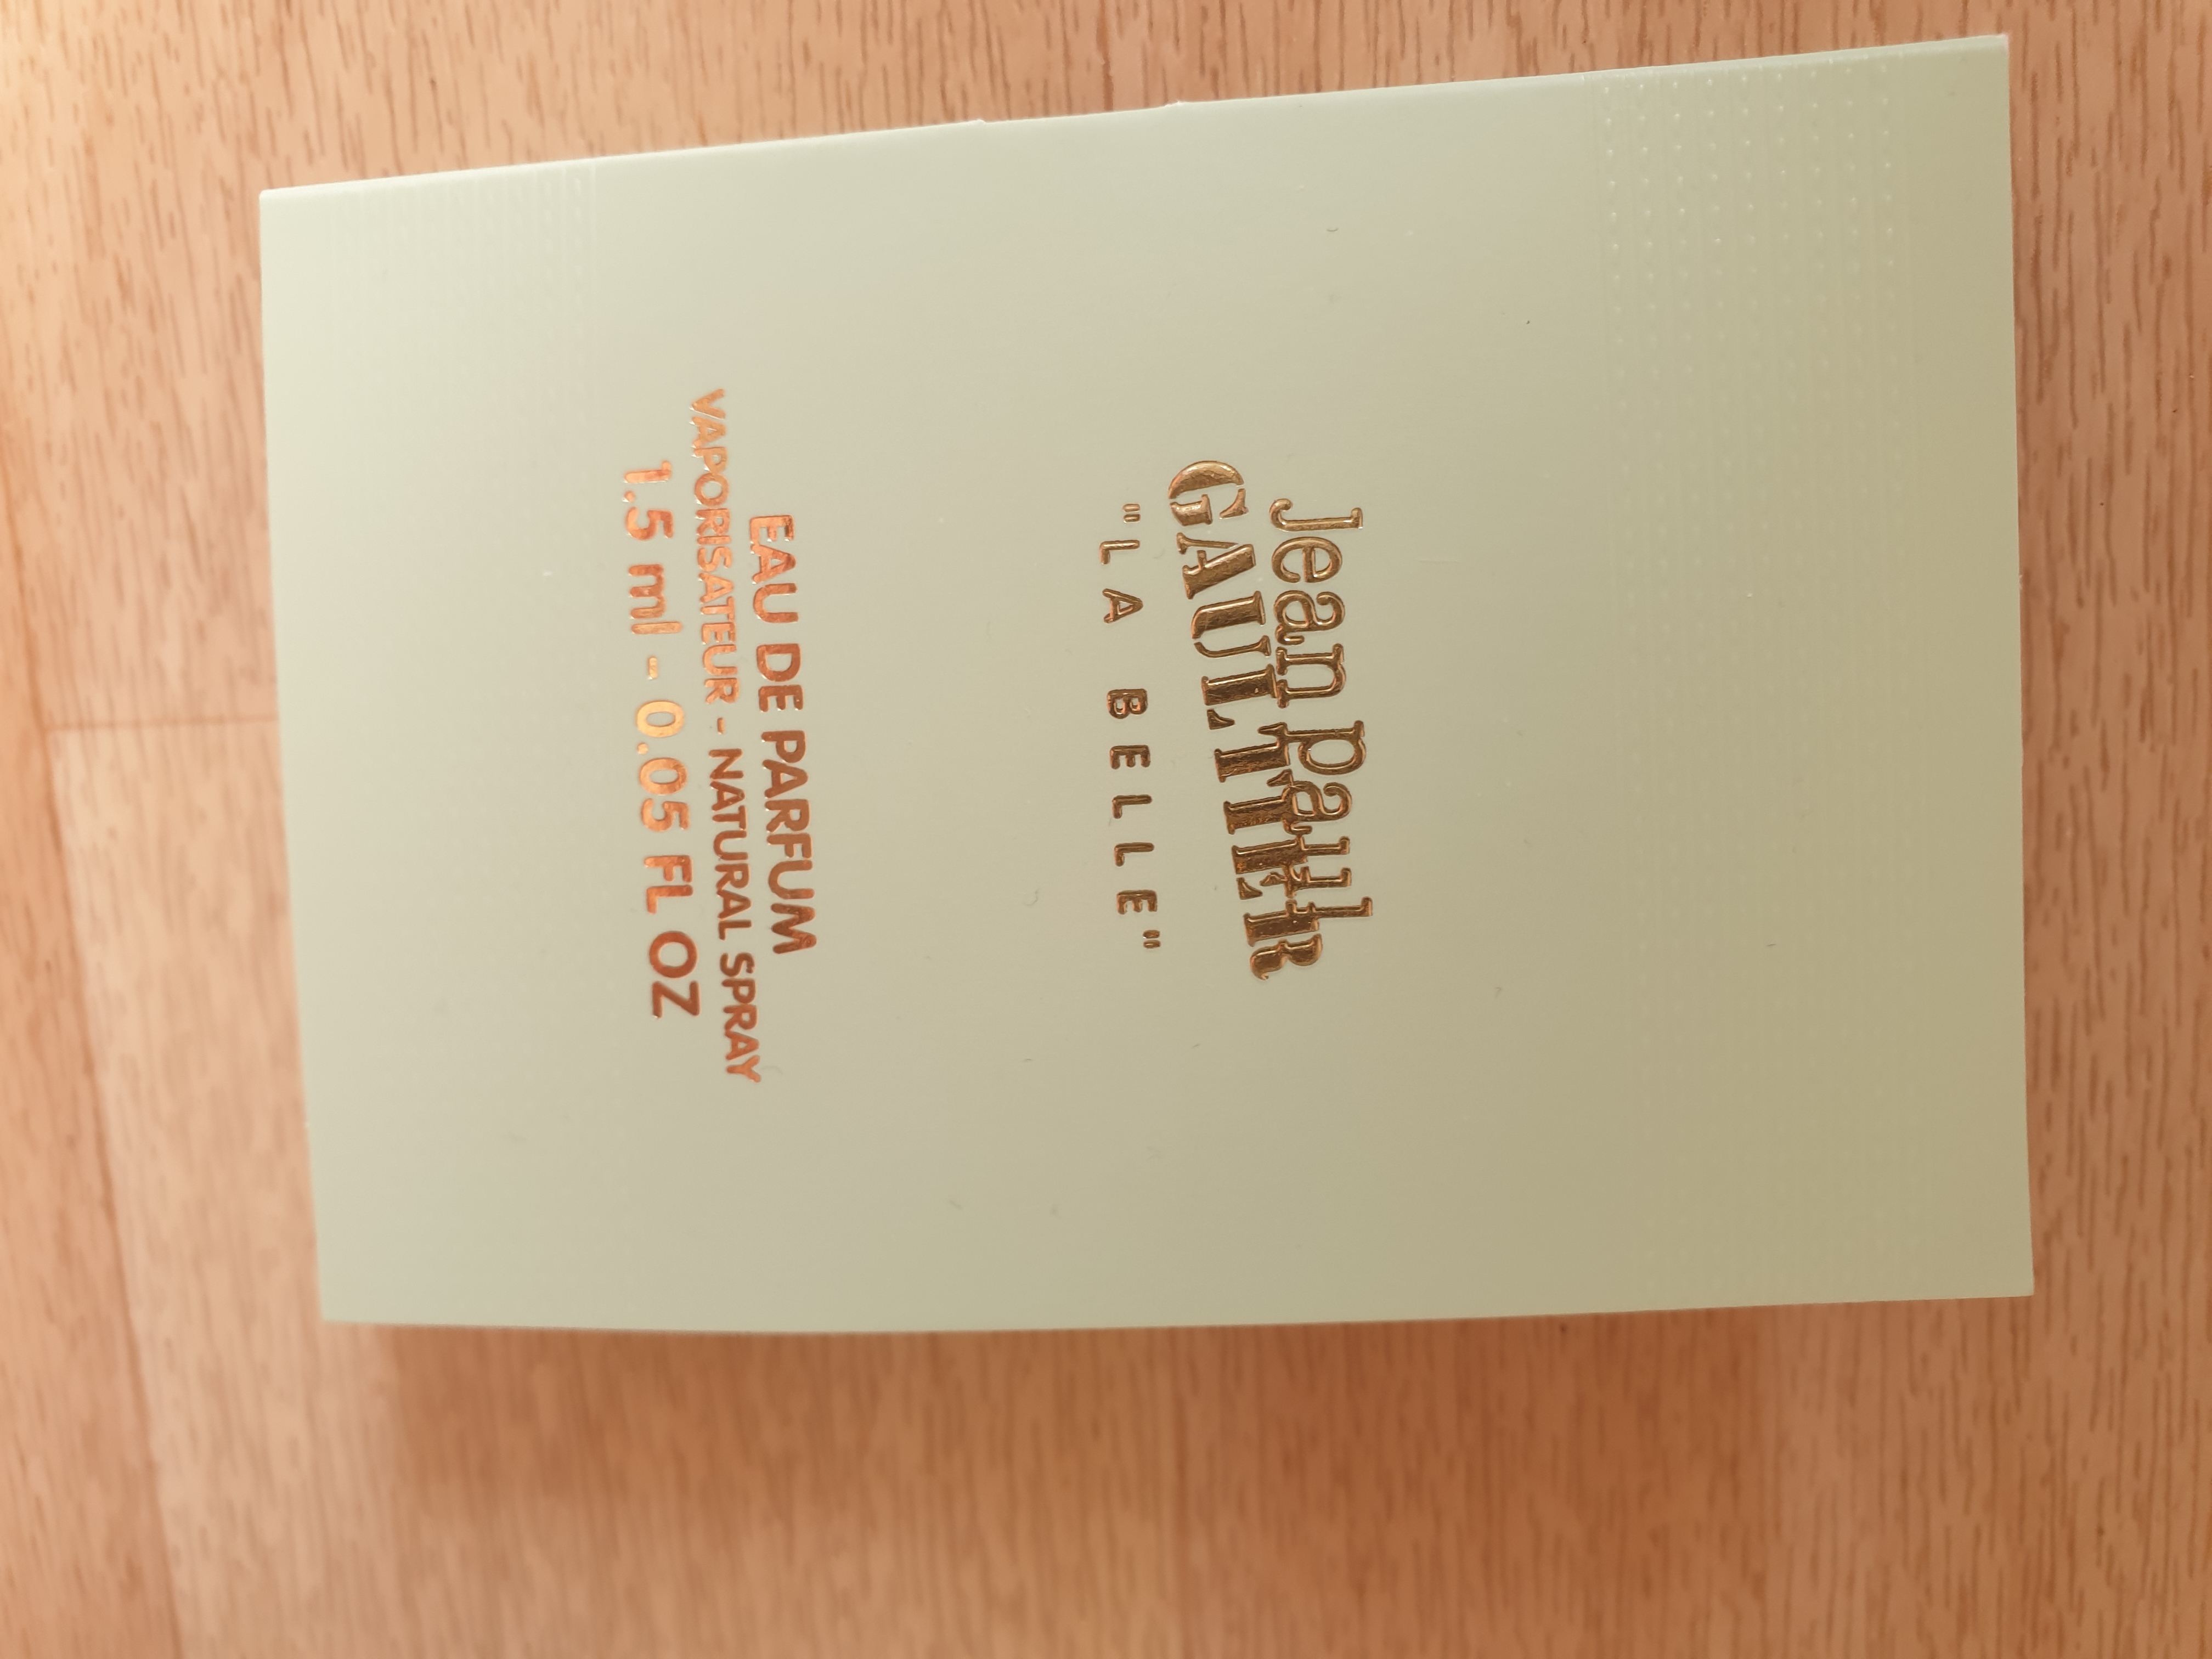 Jean Paul
GAULTIER
"LA BELLE"
EAU DE PARFUM
VAPORISATEUR - NATURAL SPRAY
1.5 ml - 0.05 FL OZ